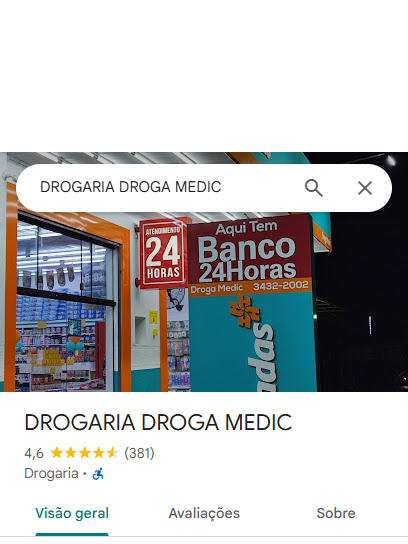 DROGARIA DROGA MEDIC
ATENDIMENTO
24
HORAS
Aqui Tem
Banco
24Horas
Droga Medic 3432-2002
das
DROGARIA DROGA MEDIC
4,6 (381)
Drogaria ·
Visão geral Avaliações Sobre